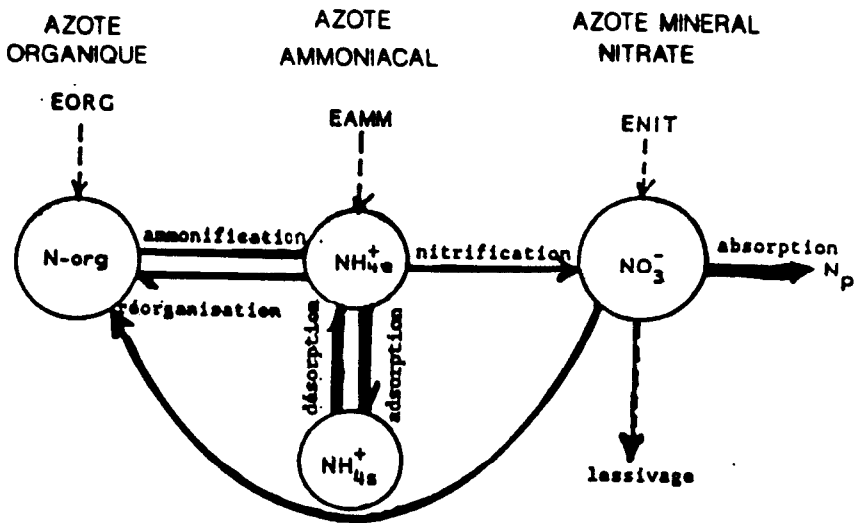 AZOTE
ORGANIQUE
AZOTE
AMMONIACAL
AZOTE MINERAL
NITRATE
EORG
EAMM
ENIT
ammonification
nitrification
absorption
N-org
NH₄e⁺
NO₃⁻
Np
réorganisation
désorption
adsorption
NH₄s⁺
lessivage